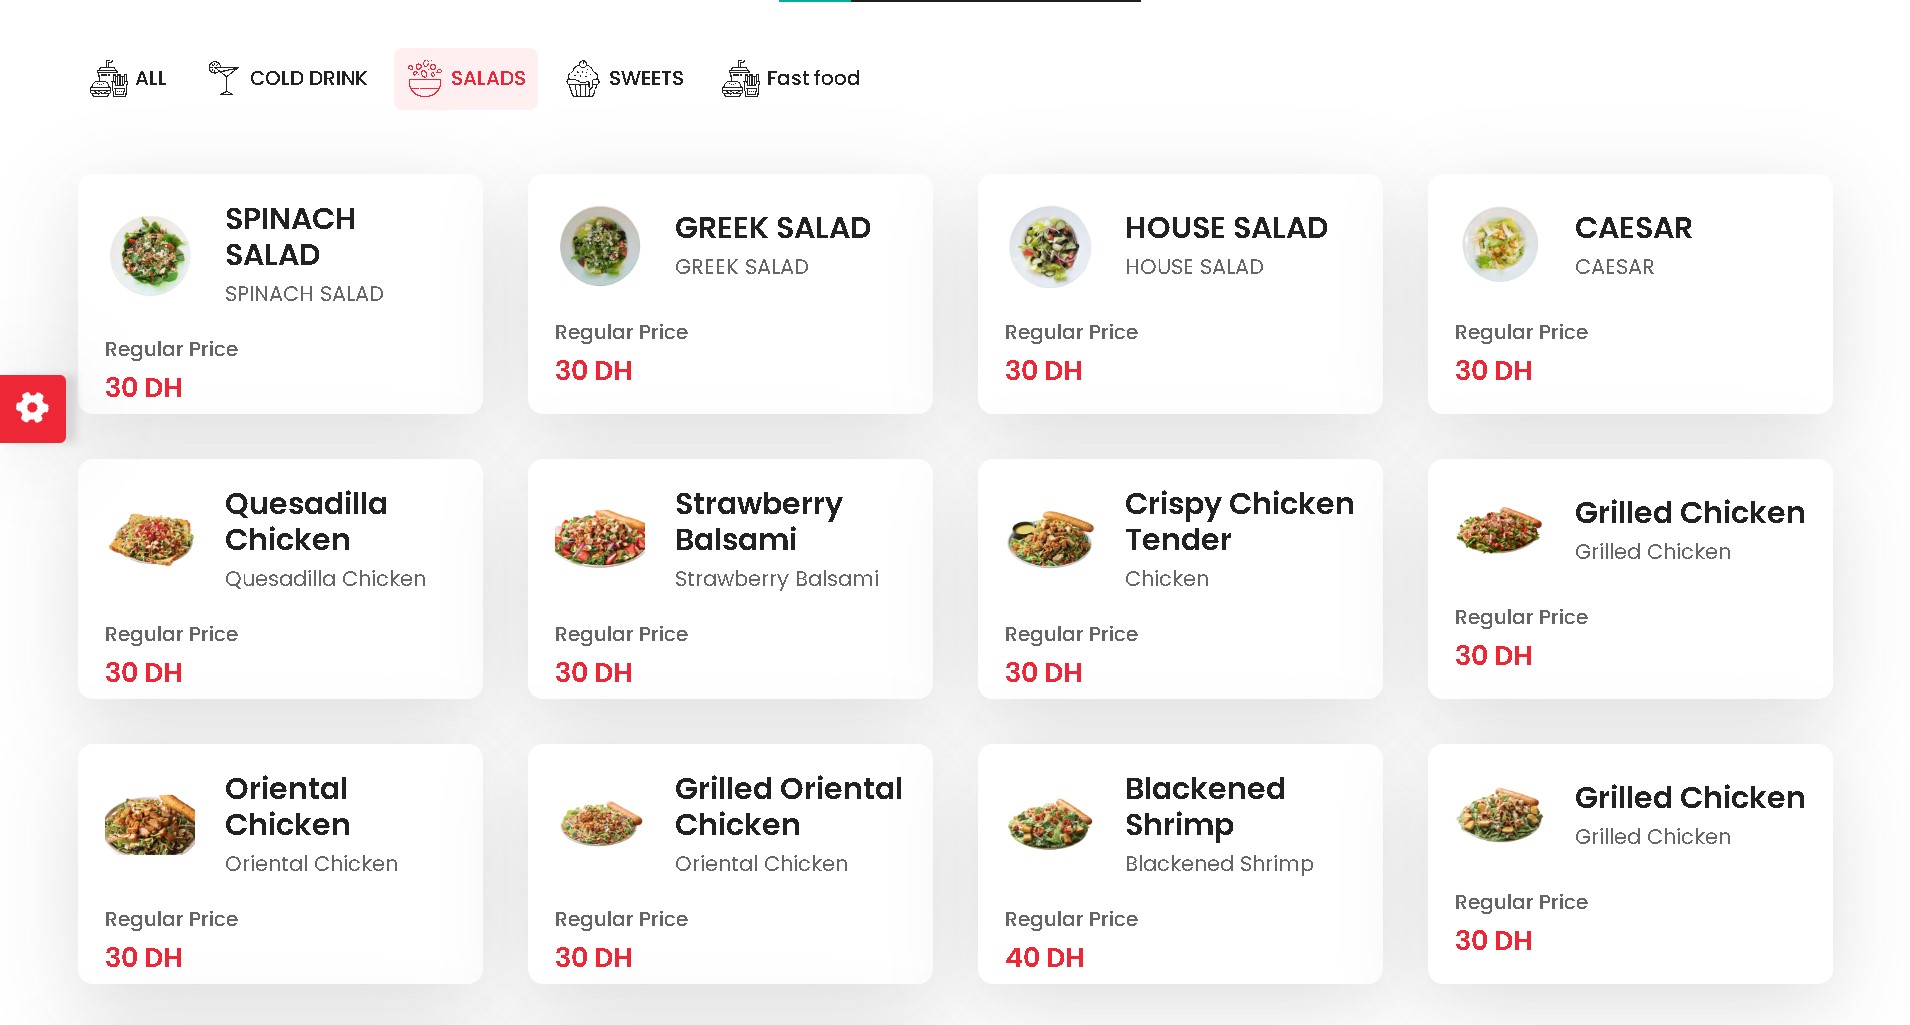 ALL
COLD DRINK
SALADS
SWEETS
Fast food
SPINACH
SALAD
SPINACH SALAD
Regular Price
30 DH
GREEK SALAD
GREEK SALAD
Regular Price
30 DH
HOUSE SALAD
HOUSE SALAD
Regular Price
30 DH
CAESAR
CAESAR
Regular Price
30 DH
Quesadilla
Chicken
Quesadilla Chicken
Regular Price
30 DH
Strawberry
Balsami
Strawberry Balsami
Regular Price
30 DH
Crispy Chicken
Tender
Chicken
Regular Price
30 DH
Grilled Chicken
Grilled Chicken
Regular Price
30 DH
Oriental
Chicken
Oriental Chicken
Regular Price
30 DH
Grilled Oriental
Chicken
Oriental Chicken
Regular Price
30 DH
Blackened
Shrimp
Blackened Shrimp
Regular Price
40 DH
Grilled Chicken
Grilled Chicken
Regular Price
30 DH